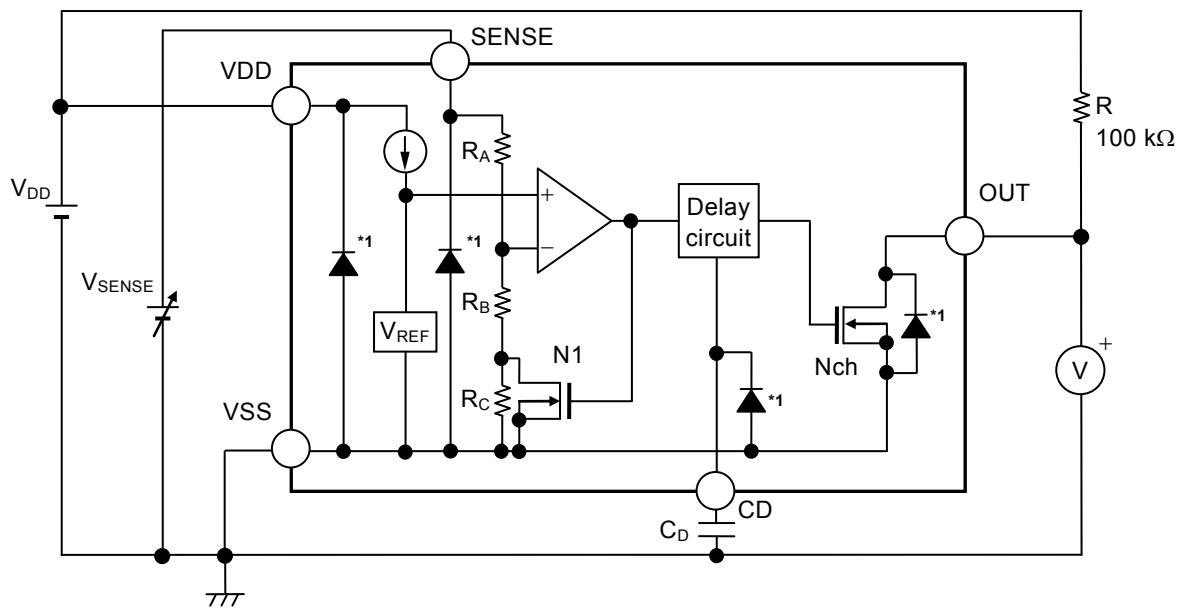 SENSE
VDD
R
100 kΩ
RA
VDD
*1
*1
+
−
Delay
circuit
OUT
VSENSE
RB
VREF
N1
*1
Nch
+
V
RC
*1
VSS
CD
CD